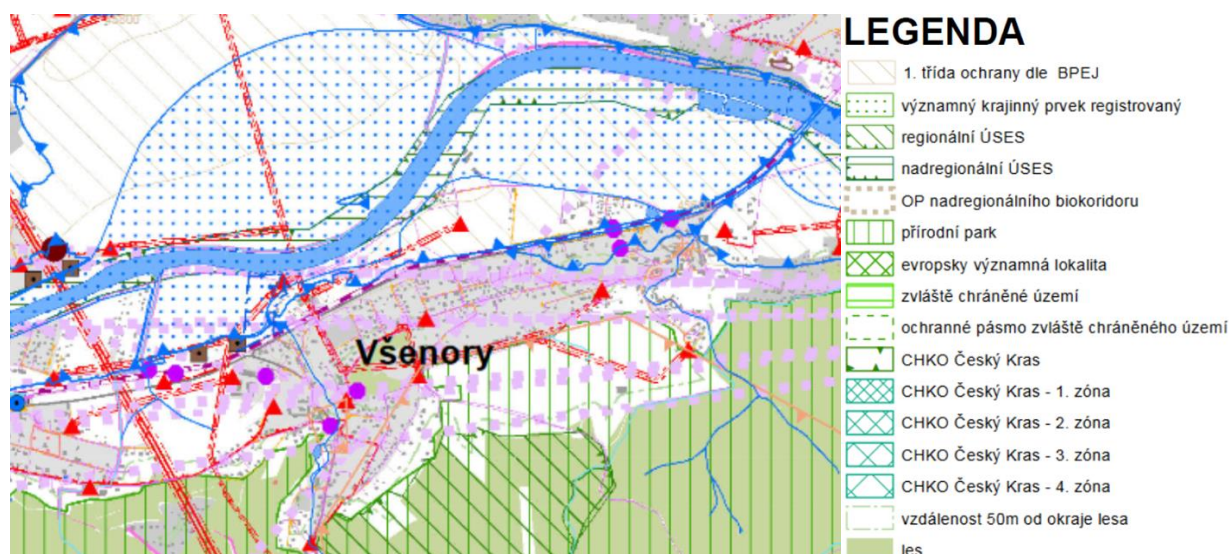 LEGENDA
1. třída ochrany dle BPEJ
významný krajinný prvek registrovaný
regionální ÚSES
nadregionální ÚSES
OP nadregionálního biokoridoru
přírodní park
evropsky významná lokalita
zvláště chráněné území
ochranné pásmo zvláště chráněného území
CHKO Český Kras
CHKO Český Kras - 1. zóna
CHKO Český Kras - 2. zóna
CHKO Český Kras - 3. zóna
CHKO Český Kras - 4. zóna
vzdálenost 50m od okraje lesa
les
Všenory